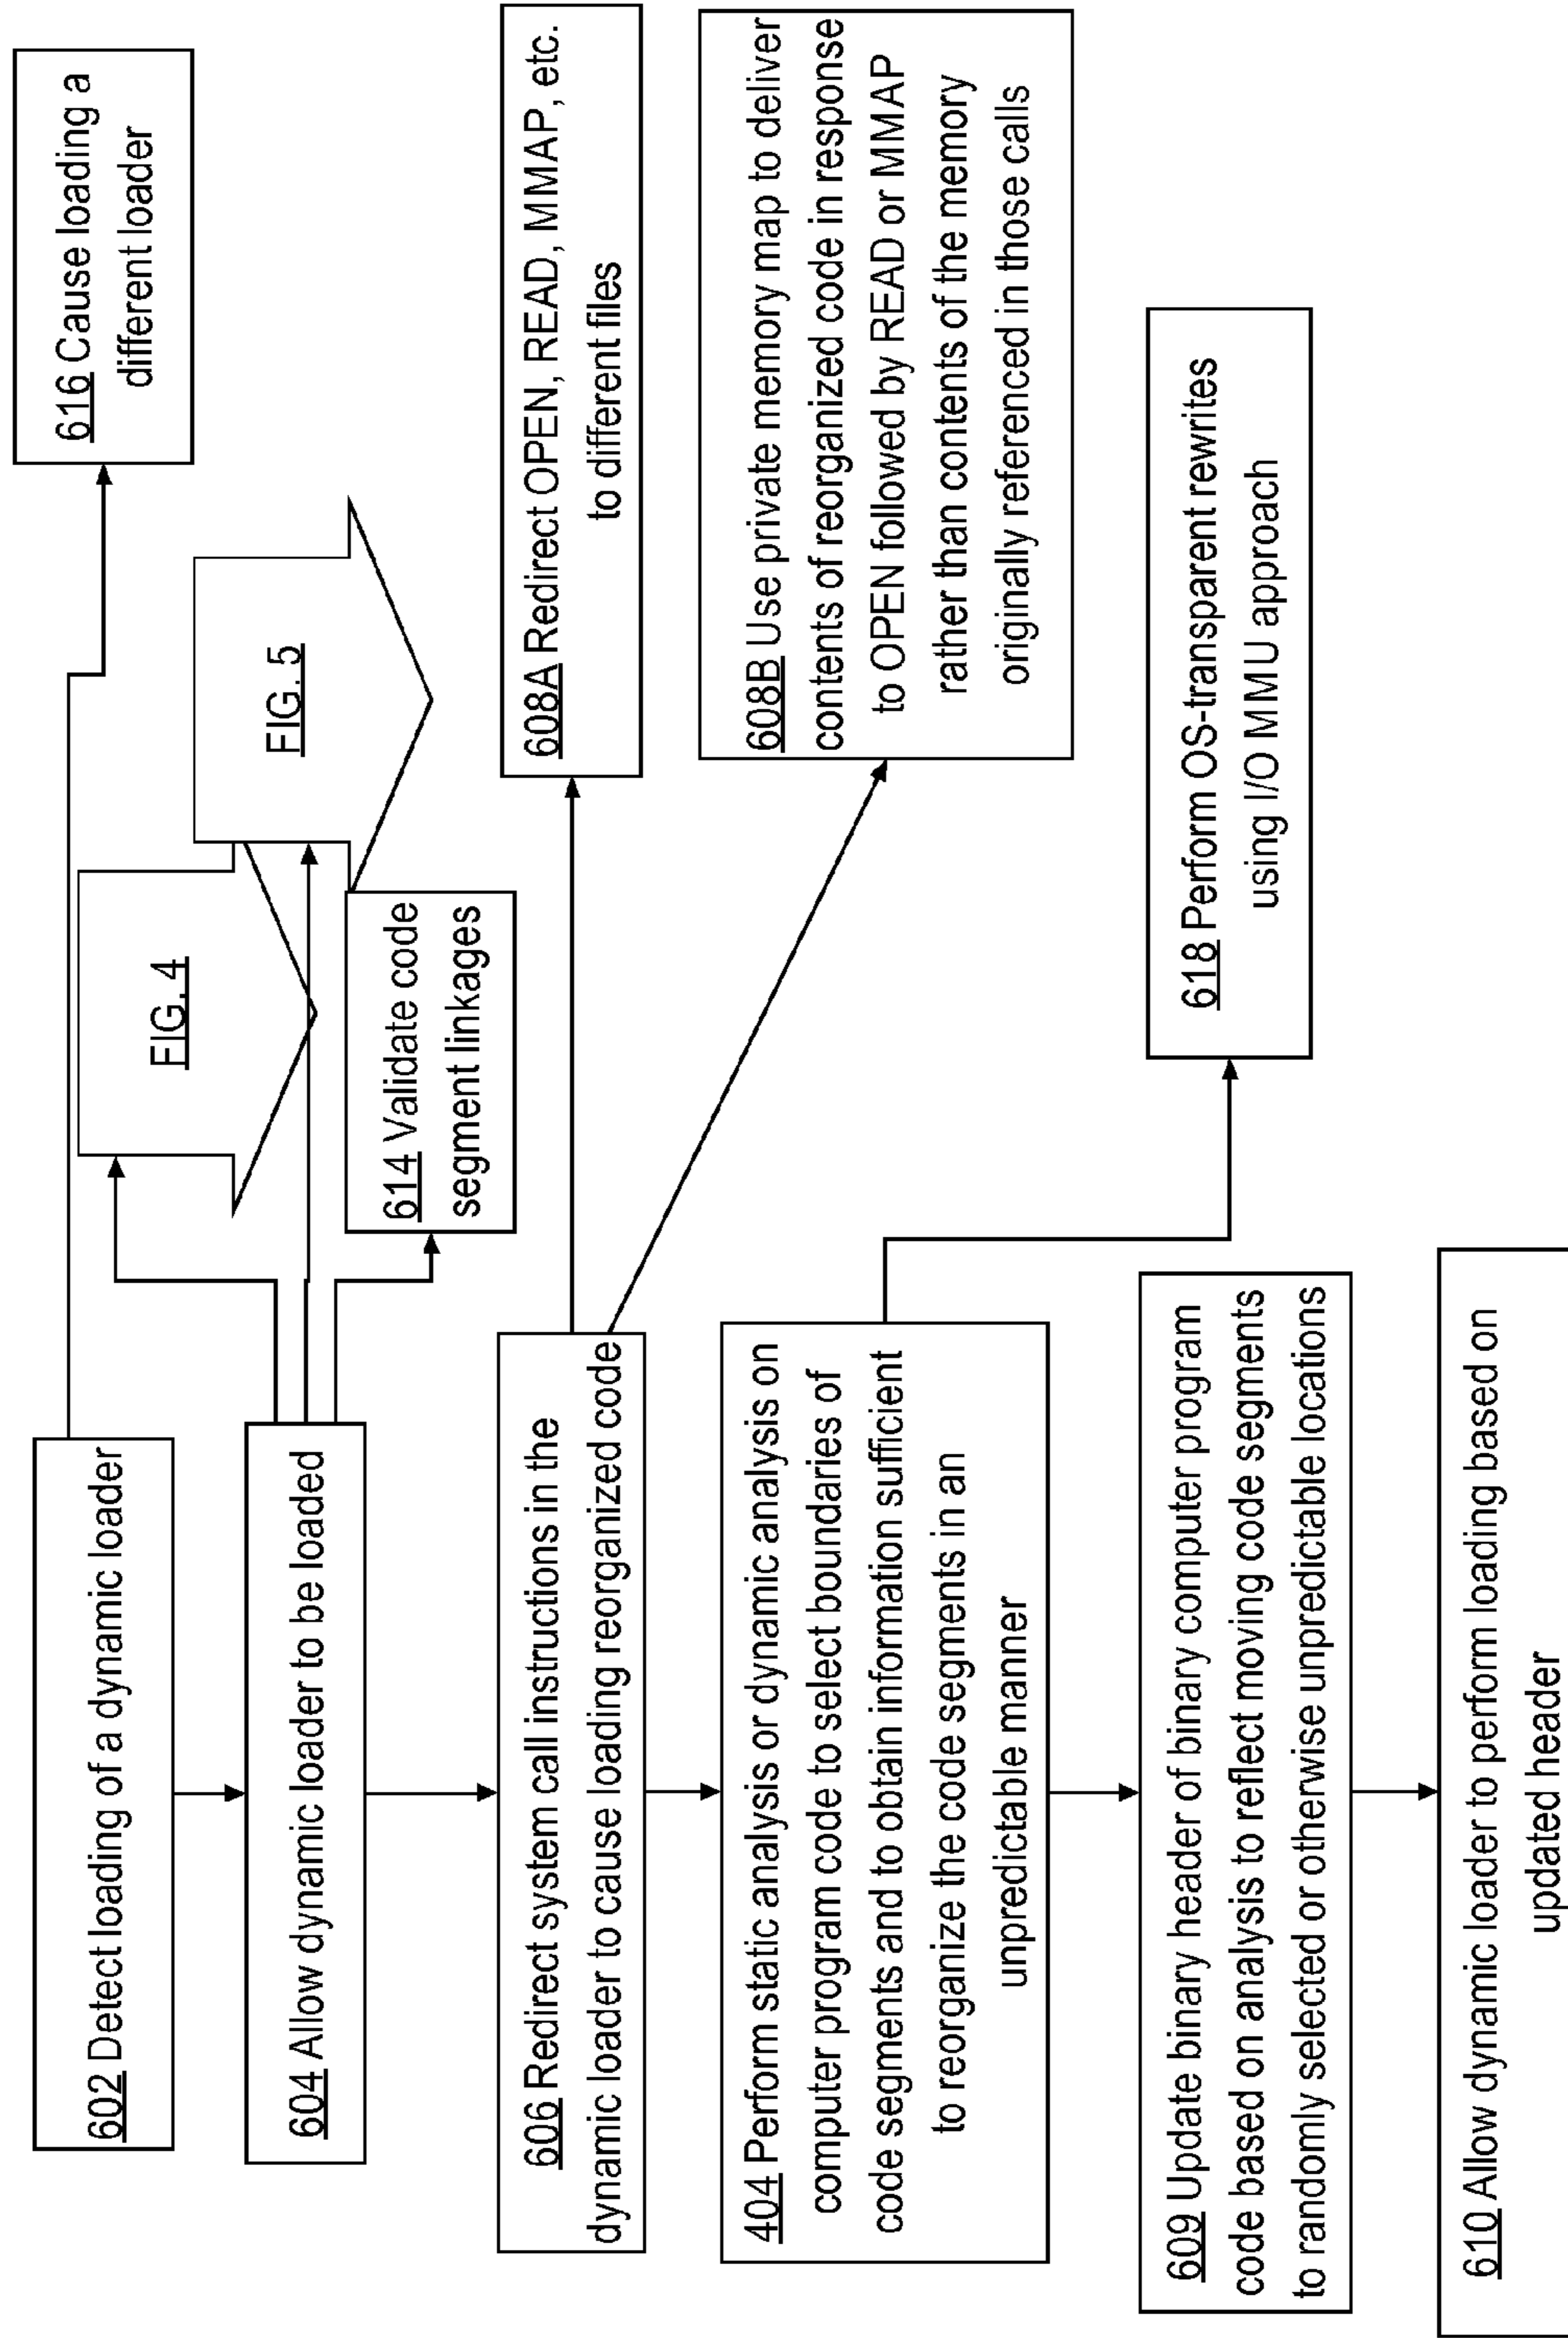 602 Detect loading of a dynamic loader
604 Allow dynamic loader to be loaded
606 Redirect system call instructions in the
dynamic loader to cause loading reorganized code
404 Perform static analysis or dynamic analysis on
computer program code to select boundaries of
code segments and to obtain information sufficient
to reorganize the code segments in an
unpredictable manner
609 Update binary header of binary computer program
code based on analysis to reflect moving code segments
to randomly selected or otherwise unpredictable locations
610 Allow dynamic loader to perform loading based on
updated header
616 Cause loading a
different loader
FIG. 4
FIG. 5
614 Validate code
segment linkages
608A Redirect OPEN, READ, MMAP, etc.
to different files
608B Use private memory map to deliver
contents of reorganized code in response
to OPEN followed by READ or MMAP
rather than contents of the memory
originally referenced in those calls
618 Perform OS-transparent rewrites
using I/O MMU approach